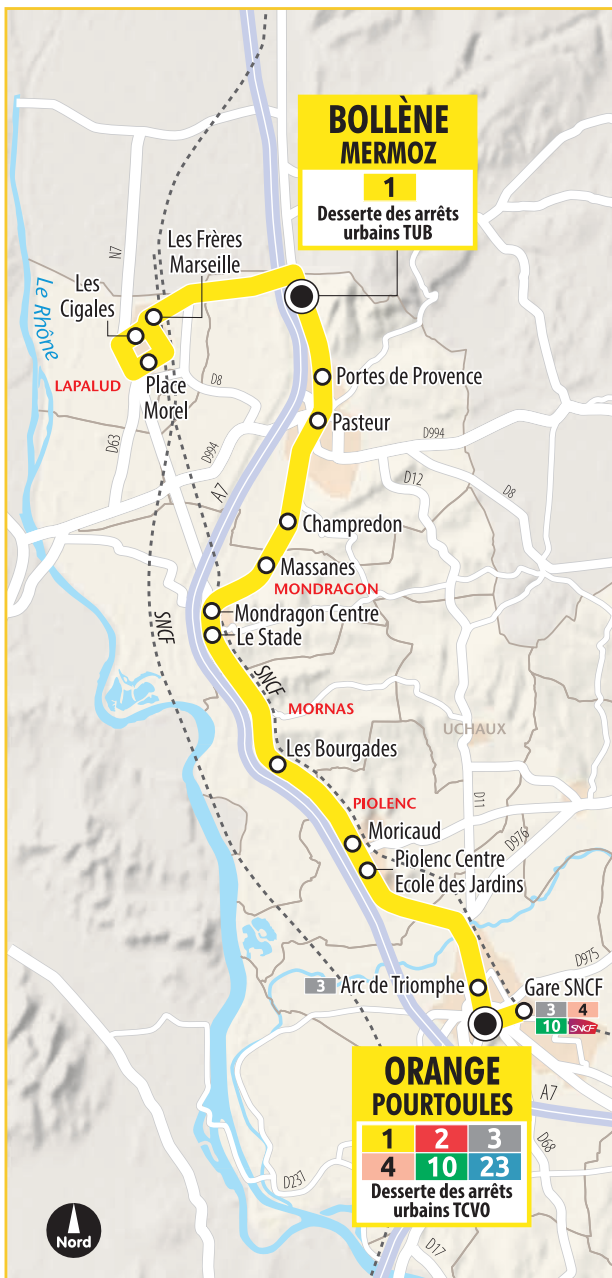 BOLLÈNE
MERMOZ
1
Desserte des arrêts
urbains TUB
Les Frères
Marseille
N7
Les
Cigales
Le Rhône
LAPALUD
Place
Morel
D8
Portes de Provence
Pasteur
D63
D994
D994
A7
D12
D8
Champredon
Massanes
MONDRAGON
Mondragon Centre
Le Stade
SNCF
SNCF
MORNAS
UCHAUX
Les Bourgades
PIOLENC
D11
Moricaud
D976
Piolenc Centre
Ecole des Jardins
D975
3 Arc de Triomphe
Gare SNCF
3 4
10 SNCF
ORANGE
POURTOULES
1 2 3
4 10 23
Desserte des arrêts
urbains TCVO
A7
D68
D237
D17
Nord